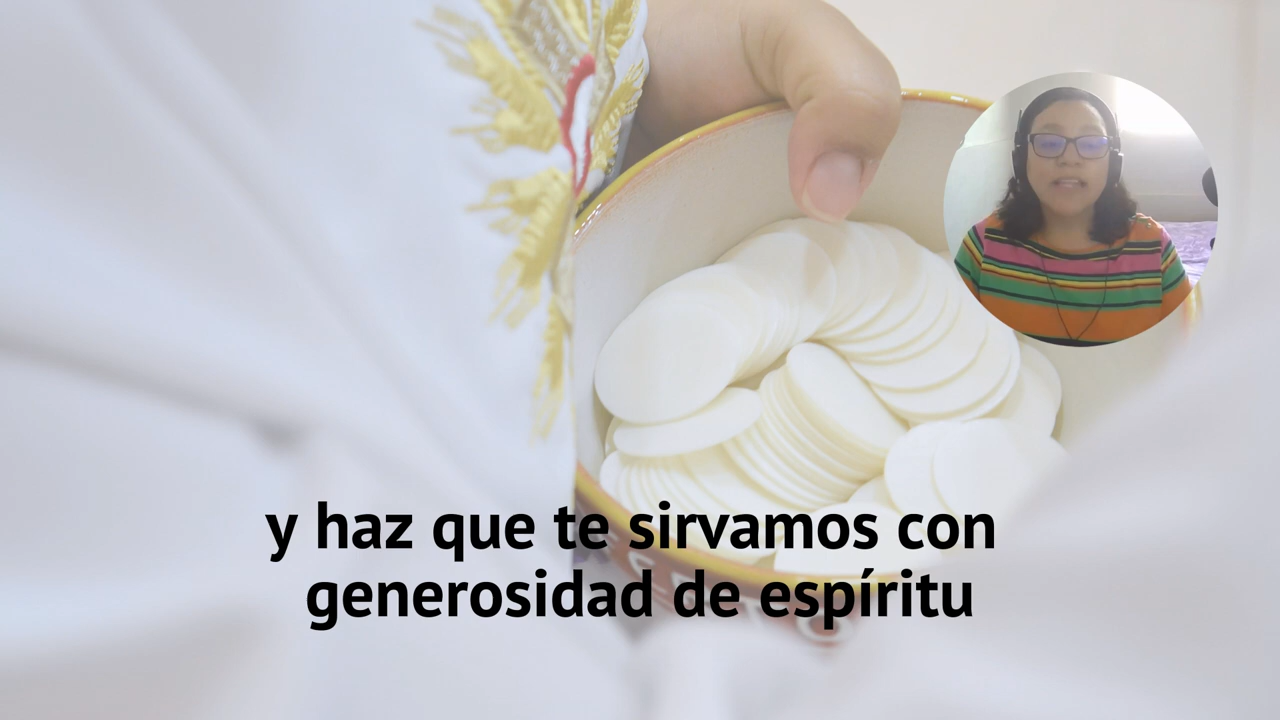 y haz que te sirvamos con
generosidad de espíritu